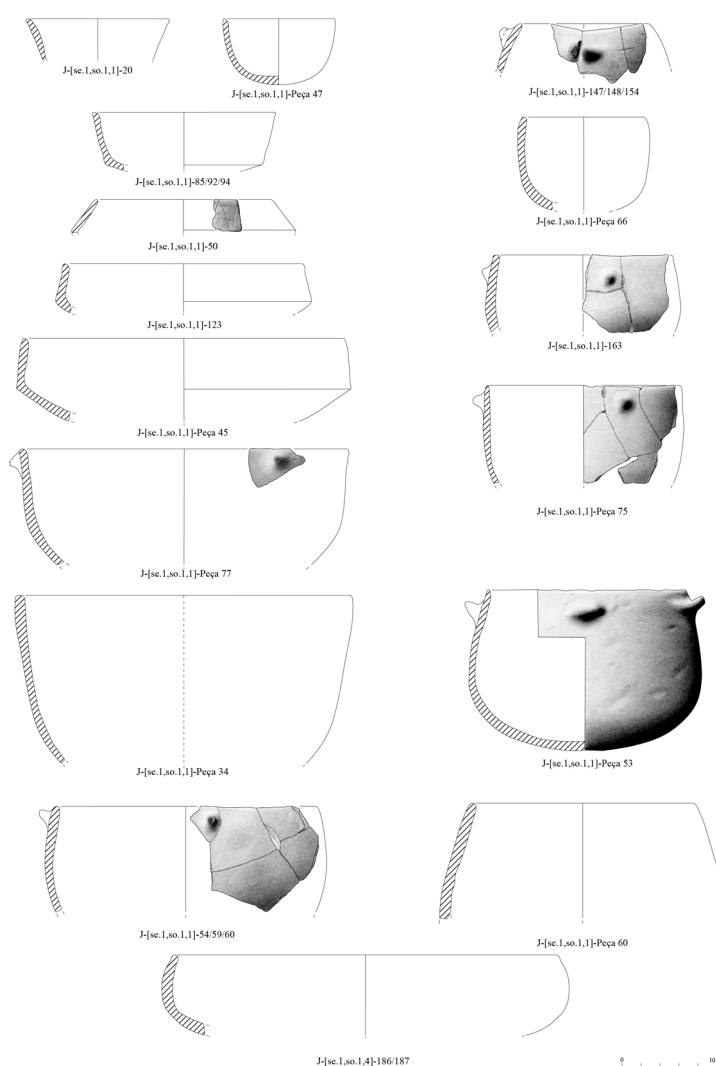 J-[se.1,so.1,1]-20
J-[se.1,so.1,1]-Peça 47
J-[se.1,so.1,1]-85/92/94
J-[se.1,so.1,1]-50
J-[se.1,so.1,1]-123
J-[se.1,so.1,1]-Peça 45
J-[se.1,so.1,1]-Peça 77
J-[se.1,so.1,1]-Peça 34
J-[se.1,so.1,1]-54/59/60
J-[se.1,so.1,1]-147/148/154
J-[se.1,so.1,1]-Peça 66
J-[se.1,so.1,1]-163
J-[se.1,so.1,1]-Peça 75
J-[se.1,so.1,1]-Peça 53
J-[se.1,so.1,1]-Peça 60
J-[se.1,so.1,4]-186/187
0 10